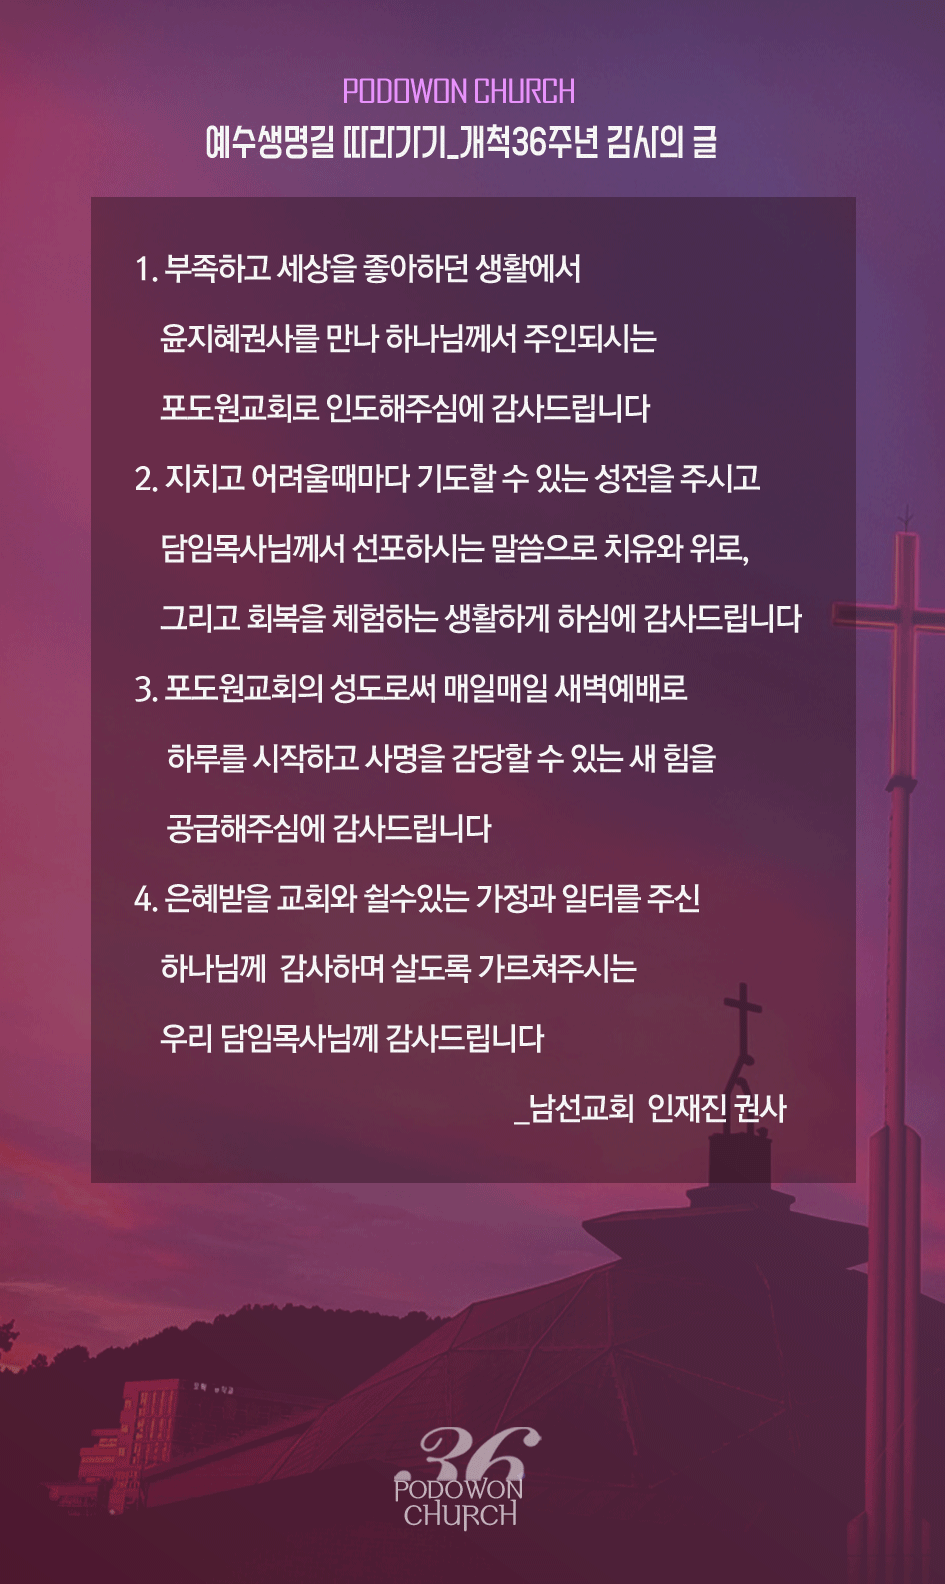 PODOWON CHURCH
예수생명길 따라가기_개척36주년 감사의 글
1. 부족하고 세상을 좋아하던 생활에서
윤지혜권사를 만나 하나님께서 주인되시는
포도원교회로 인도해주심에 감사드립니다
2. 지치고 어려울때마다 기도할 수 있는 성전을 주시고
담임목사님께서 선포하시는 말씀으로 치유와 위로,
그리고 회복을 체험하는 생활하게 하심에 감사드립니다
3. 포도원교회의 성도로써 매일매일 새벽예배로
하루를 시작하고 사명을 감당할 수 있는 새 힘을
공급해주심에 감사드립니다
4. 은혜받을 교회와 쉴수있는 가정과 일터를 주신
하나님께  감사하며 살도록 가르쳐주시는
우리 담임목사님께 감사드립니다
_남선교회  인재진 권사
36
PODOWON
CHURCH